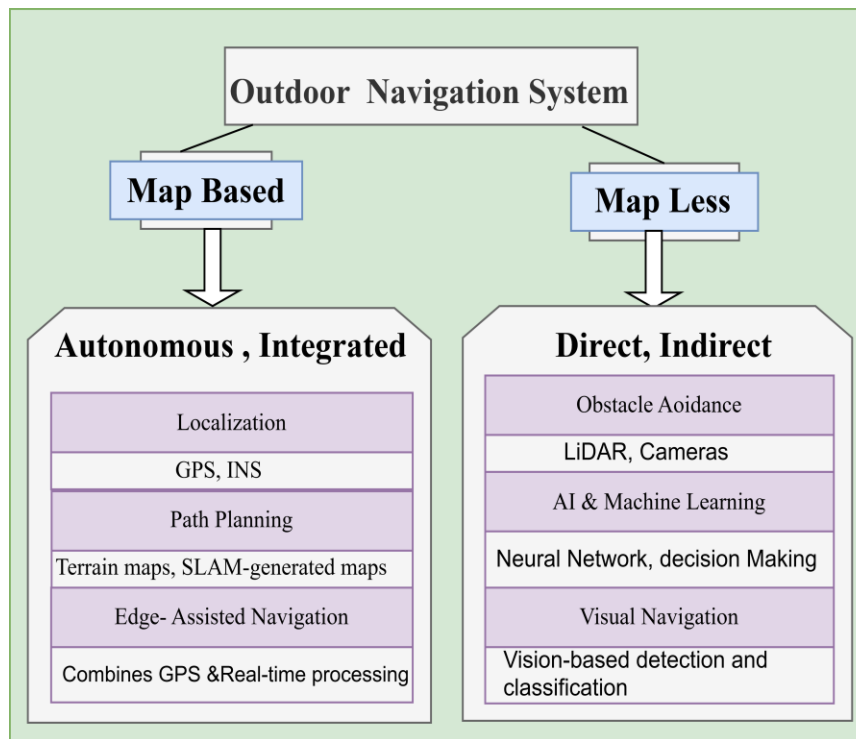 Outdoor Navigation System
Map Based
Map Less
Autonomous , Integrated
Localization
GPS, INS
Path Planning
Terrain maps, SLAM-generated maps
Edge- Assisted Navigation
Combines GPS &Real-time processing
Direct, Indirect
Obstacle Aoidance
LiDAR, Cameras
AI & Machine Learning
Neural Network, decision Making
Visual Navigation
Vision-based detection and
classification